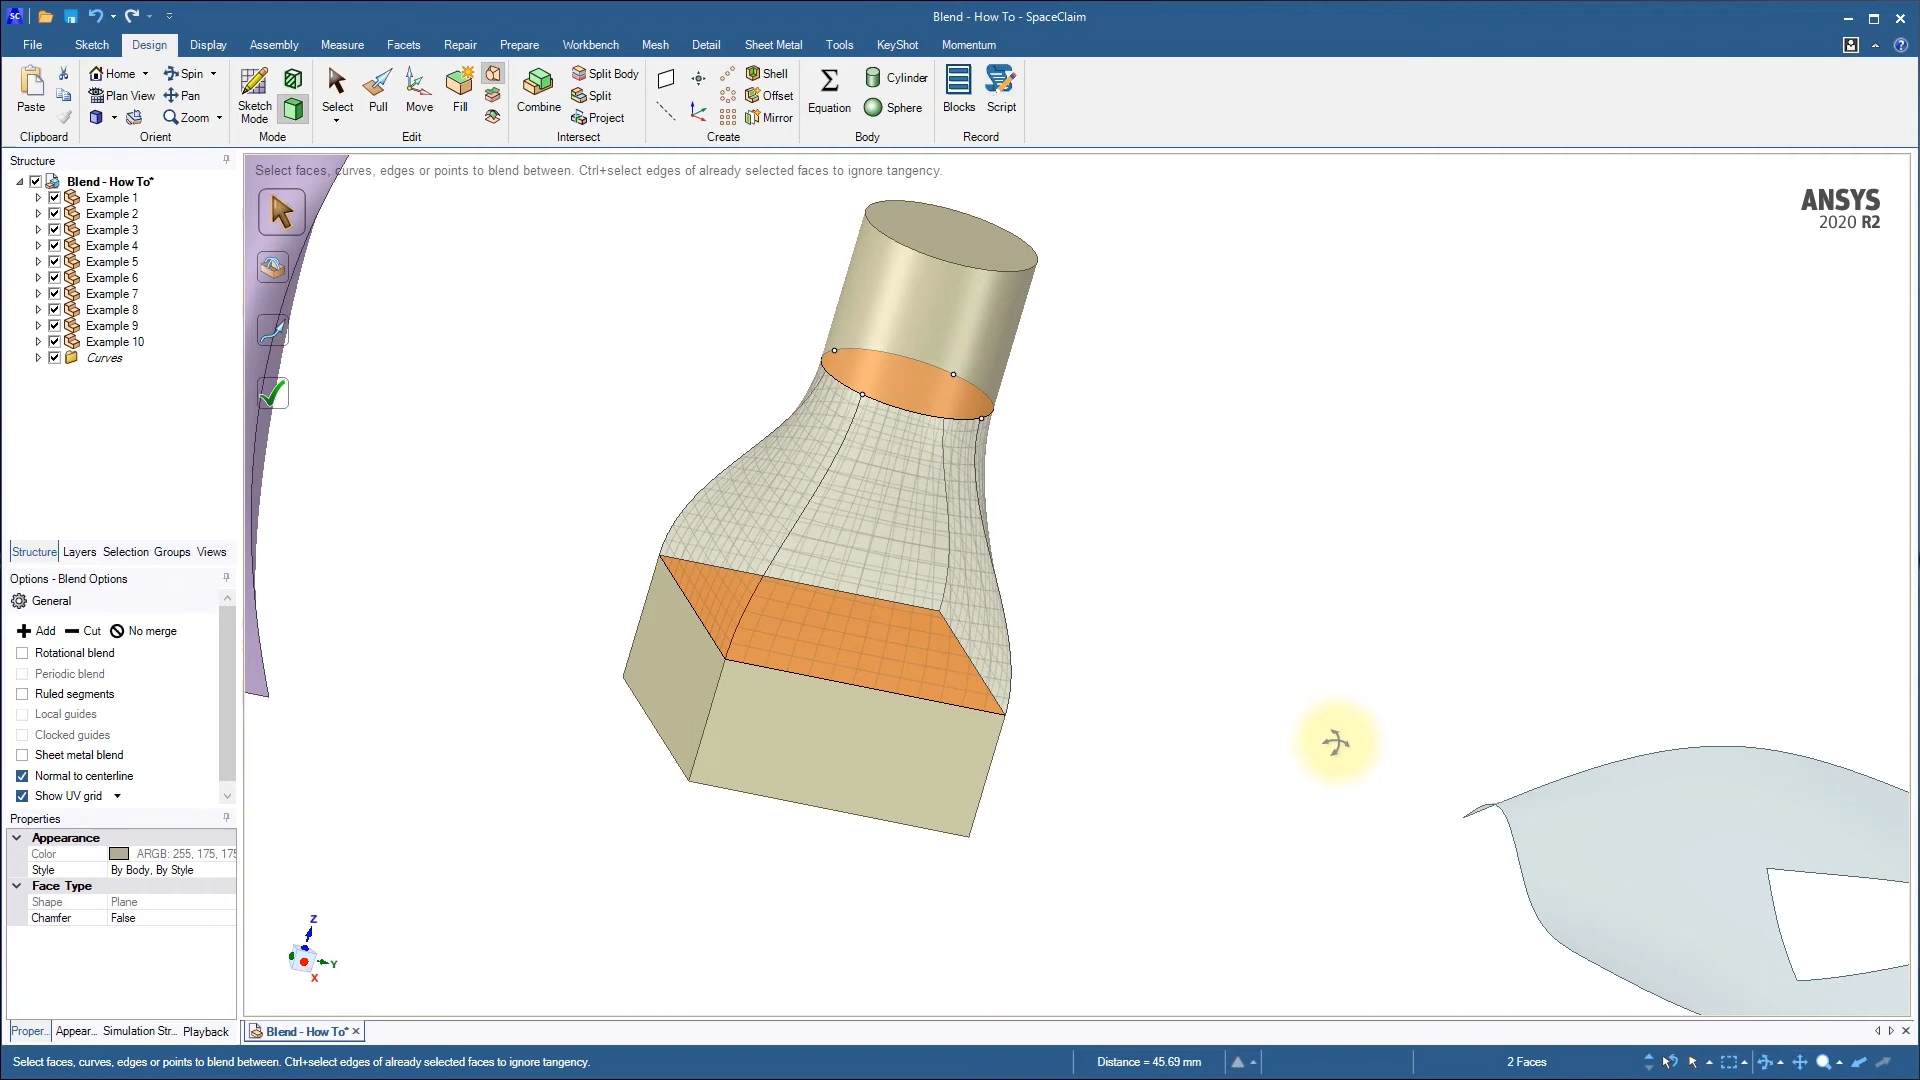 SC
Blend - How To - SpaceClaim
File Sketch Design Display Assembly Measure Facets Repair Prepare Workbench Mesh Detail Sheet Metal Tools KeyShot Momentum
Paste
Clipboard
Home Spin
Plan View Pan
Zoom
Orient
Sketch Mode
Mode
Select Pull Move Fill
Edit
Combine
Split Body
Split
Project
Intersect
Shell
Offset
Mirror
Create
Equation
Cylinder
Sphere
Body
Blocks Script
Record
Structure
Blend - How To*
Example 1
Example 2
Example 3
Example 4
Example 5
Example 6
Example 7
Example 8
Example 9
Example 10
Curves
Structure Layers Selection Groups Views
Options - Blend Options
General
Add Cut No merge
Rotational blend
Periodic blend
Ruled segments
Local guides
Clocked guides
Sheet metal blend
Normal to centerline
Show UV grid
Properties
Appearance
Color ARGB: 255, 175, 175
Style By Body, By Style
Face Type
Shape Plane
Chamfer False
Proper... Appear... Simulation Str... Playback
Select faces, curves, edges or points to blend between. Ctrl+select edges of already selected faces to ignore tangency.
ANSYS
2020 R2
Z
Y
X
Blend - How To*
Select faces, curves, edges or points to blend between. Ctrl+select edges of already selected faces to ignore tangency.
Distance = 45.69 mm
2 Faces